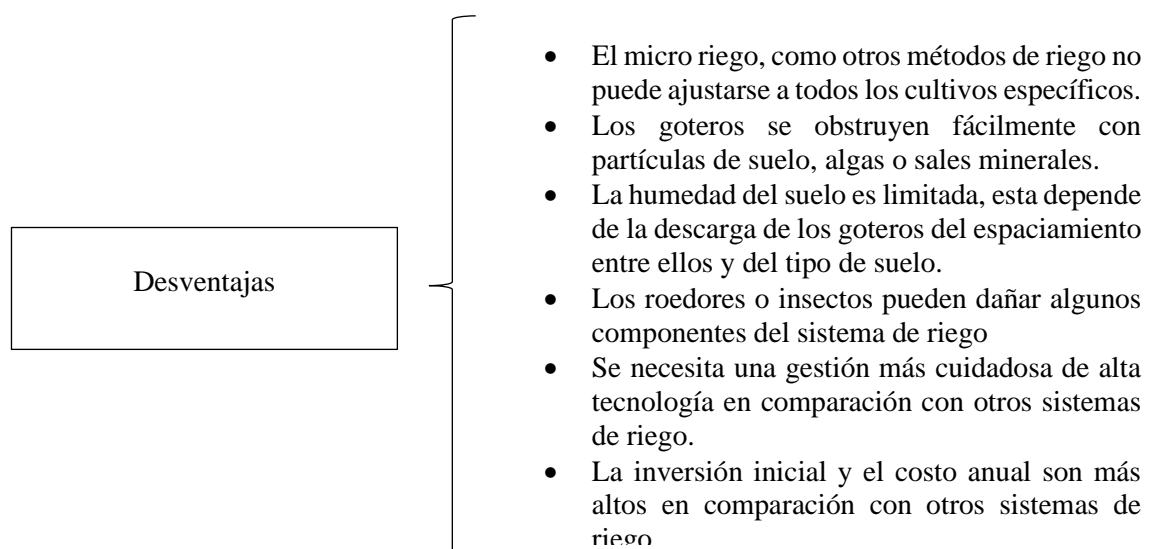 Desventajas
• El micro riego, como otros métodos de riego no
puede ajustarse a todos los cultivos específicos.
• Los goteros se obstruyen fácilmente con
partículas de suelo, algas o sales minerales.
• La humedad del suelo es limitada, esta depende
de la descarga de los goteros del espaciamiento
entre ellos y del tipo de suelo.
• Los roedores o insectos pueden dañar algunos
componentes del sistema de riego
• Se necesita una gestión más cuidadosa de alta
tecnología en comparación con otros sistemas
de riego.
• La inversión inicial y el costo anual son más
altos en comparación con otros sistemas de
riego